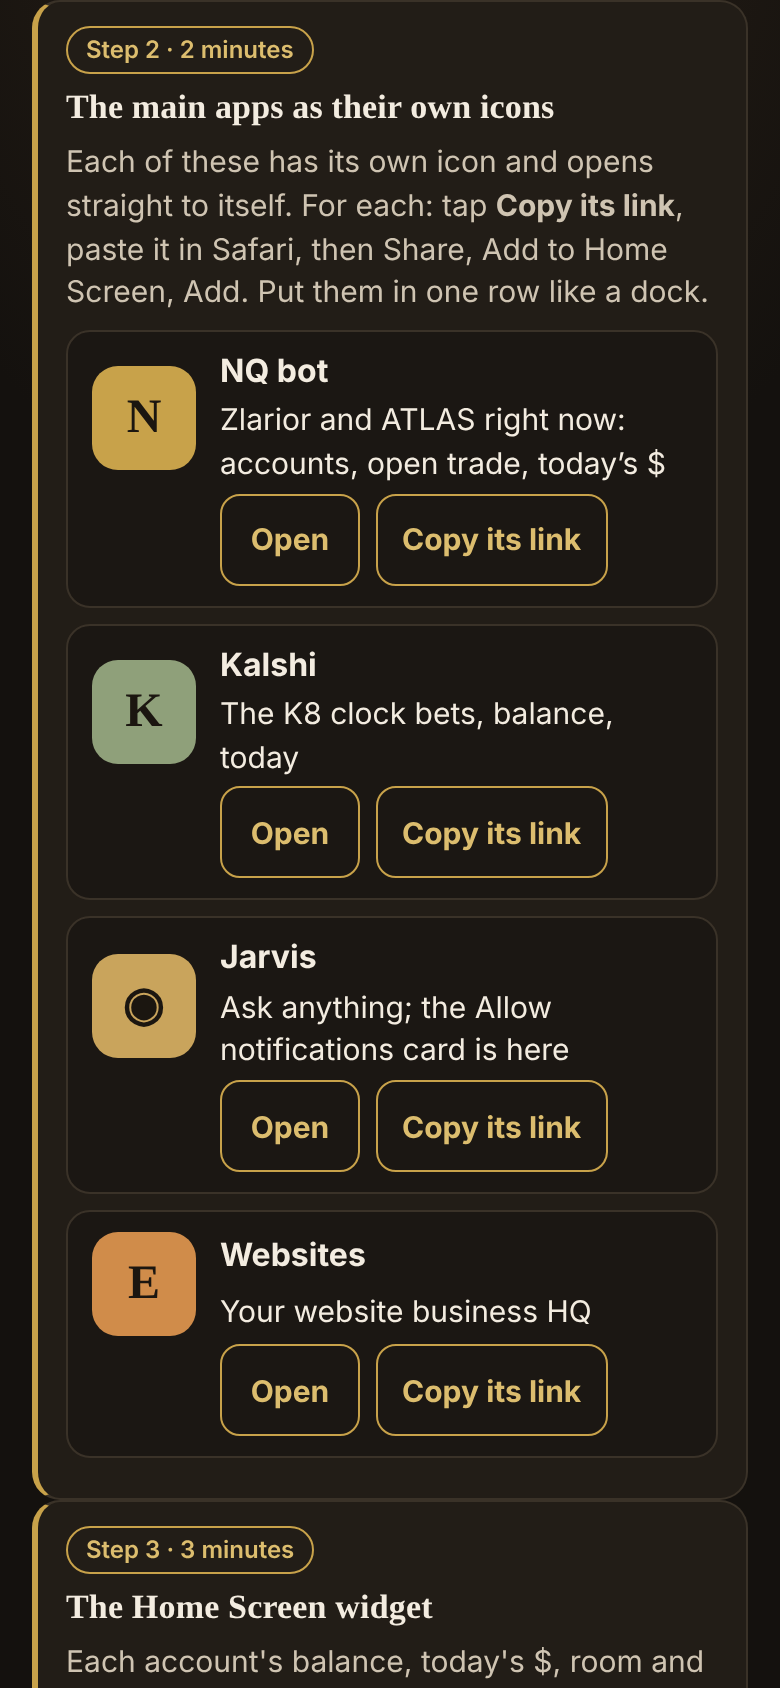 Step 2 · 2 minutes
The main apps as their own icons
Each of these has its own icon and opens
straight to itself. For each: tap Copy its link,
paste it in Safari, then Share, Add to Home
Screen, Add. Put them in one row like a dock.
N
NQ bot
Zlarior and ATLAS right now:
accounts, open trade, today’s $
Open
Copy its link
K
Kalshi
The K8 clock bets, balance,
today
Open
Copy its link
◉
Jarvis
Ask anything; the Allow
notifications card is here
Open
Copy its link
E
Websites
Your website business HQ
Open
Copy its link
Step 3 · 3 minutes
The Home Screen widget
Each account's balance, today's $, room and